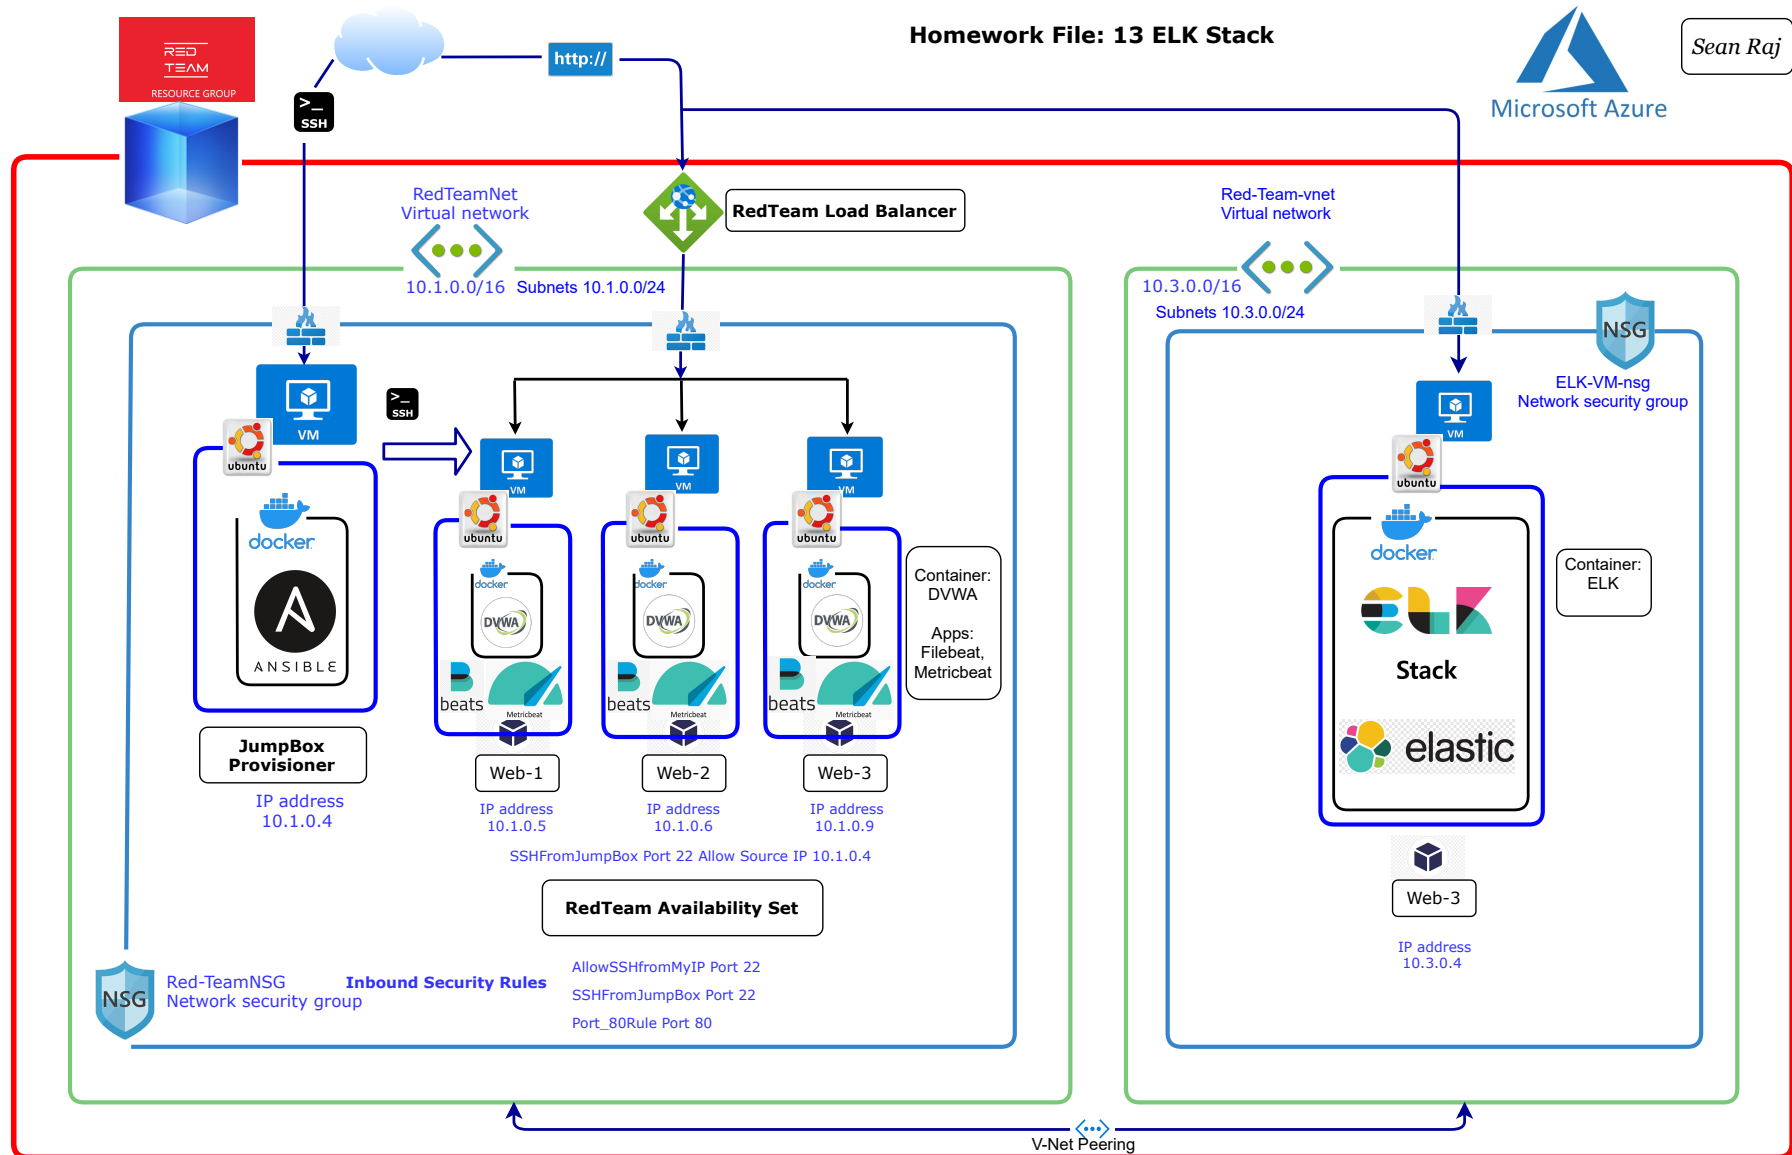 Homework File: 13 ELK Stack
Sean Raj
RED
TEAM
RESOURCE GROUP
http://
>_
SSH
Microsoft Azure
RedTeamNet
Virtual network
RedTeam Load Balancer
Red-Team-vnet
Virtual network
10.1.0.0/16
Subnets 10.1.0.0/24
10.3.0.0/16
Subnets 10.3.0.0/24
NSG
ELK-VM-nsg
Network security group
VM
>_
SSH
VM
VM
VM
VM
ubuntu
ubuntu
ubuntu
ubuntu
ubuntu
docker
ANSIBLE
docker
DVWA
docker
DVWA
docker
DVWA
beats
Metricbeat
beats
Metricbeat
beats
Metricbeat
Container:
DVWA
Apps:
Filebeat,
Metricbeat
docker
elk
Stack
elastic
Container:
ELK
JumpBox
Provisioner
IP address
10.1.0.4
Web-1
Web-2
Web-3
IP address
10.1.0.5
IP address
10.1.0.6
IP address
10.1.0.9
SSHFromJumpBox Port 22 Allow Source IP 10.1.0.4
RedTeam Availability Set
Web-3
IP address
10.3.0.4
NSG
Red-TeamNSG
Network security group
Inbound Security Rules
AllowSSHfromMyIP Port 22
SSHFromJumpBox Port 22
Port_80Rule Port 80
V-Net Peering